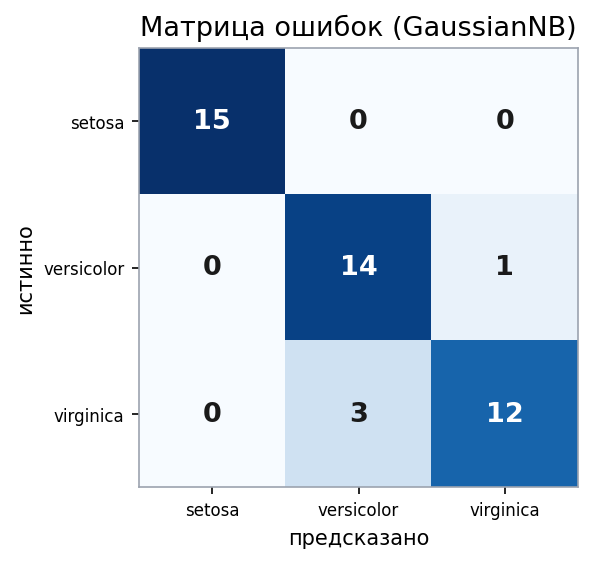 Матрица ошибок (GaussianNB)
setosa 15 0 0
versicolor 0 14 1
virginica 0 3 12
истинно
setosa versicolor virginica
предсказано